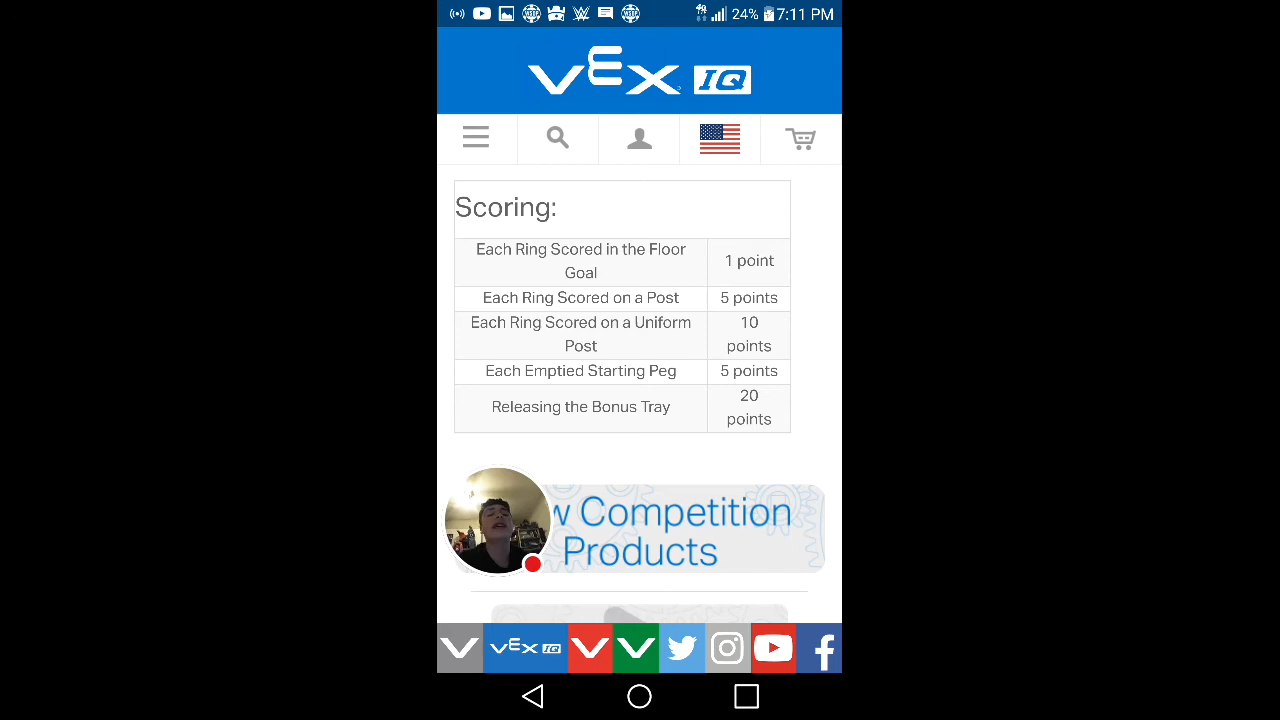 24% 7:11 PM
VEX IQ
Scoring:
Each Ring Scored in the Floor
Goal
1 point
Each Ring Scored on a Post
5 points
Each Ring Scored on a Uniform
Post
10
points
Each Emptied Starting Peg
5 points
Releasing the Bonus Tray
20
points
w Competition
Products
VEX IQ